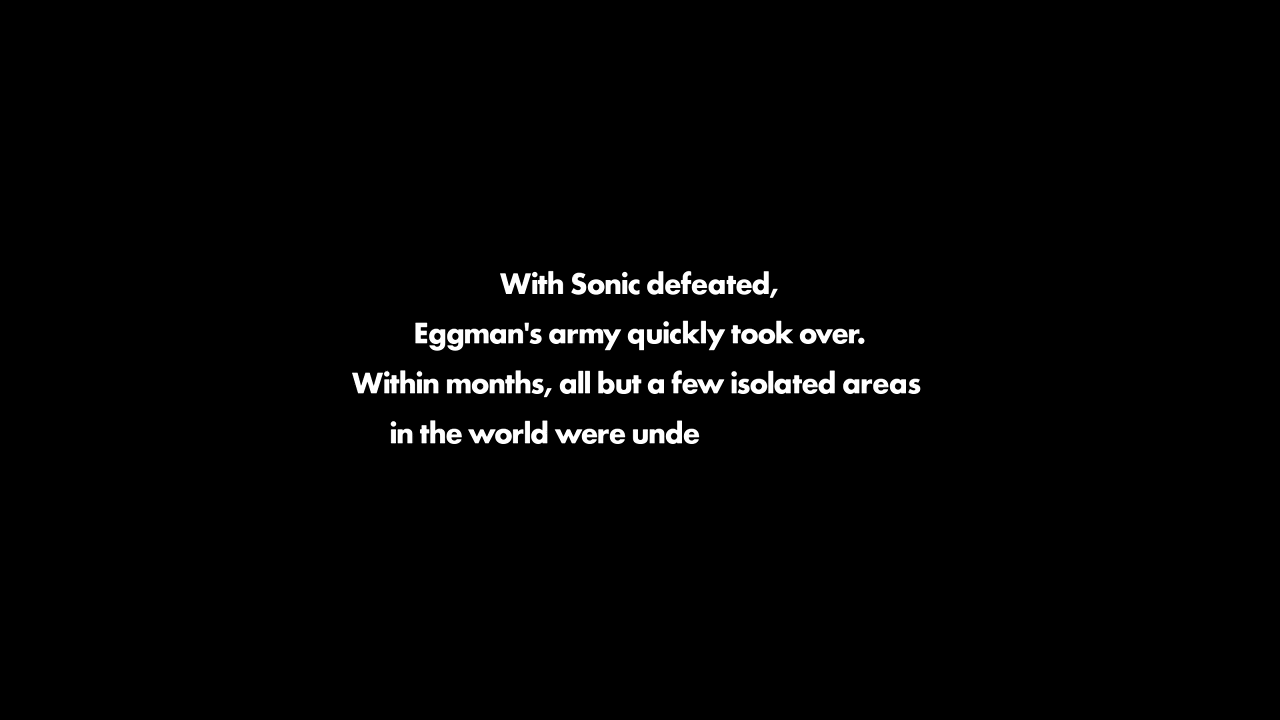 With Sonic defeated,
Eggman's army quickly took over.
Within months, all but a few isolated areas
in the world were unde